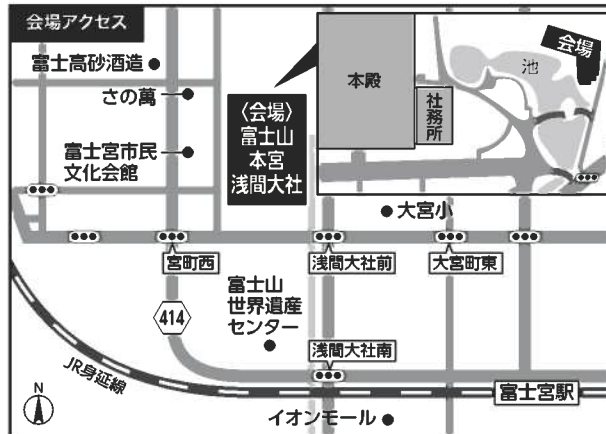 会場アクセス
富士高砂酒造
さの萬
富士宮市民
文化会館
〈会場〉
富士山
本宮
浅間大社
本殿
社務所
池
会場
大宮小
宮町西
浅間大社前
大宮町東
富士山
世界遺産
センター
414
浅間大社南
JR身延線
富士宮駅
イオンモール
N